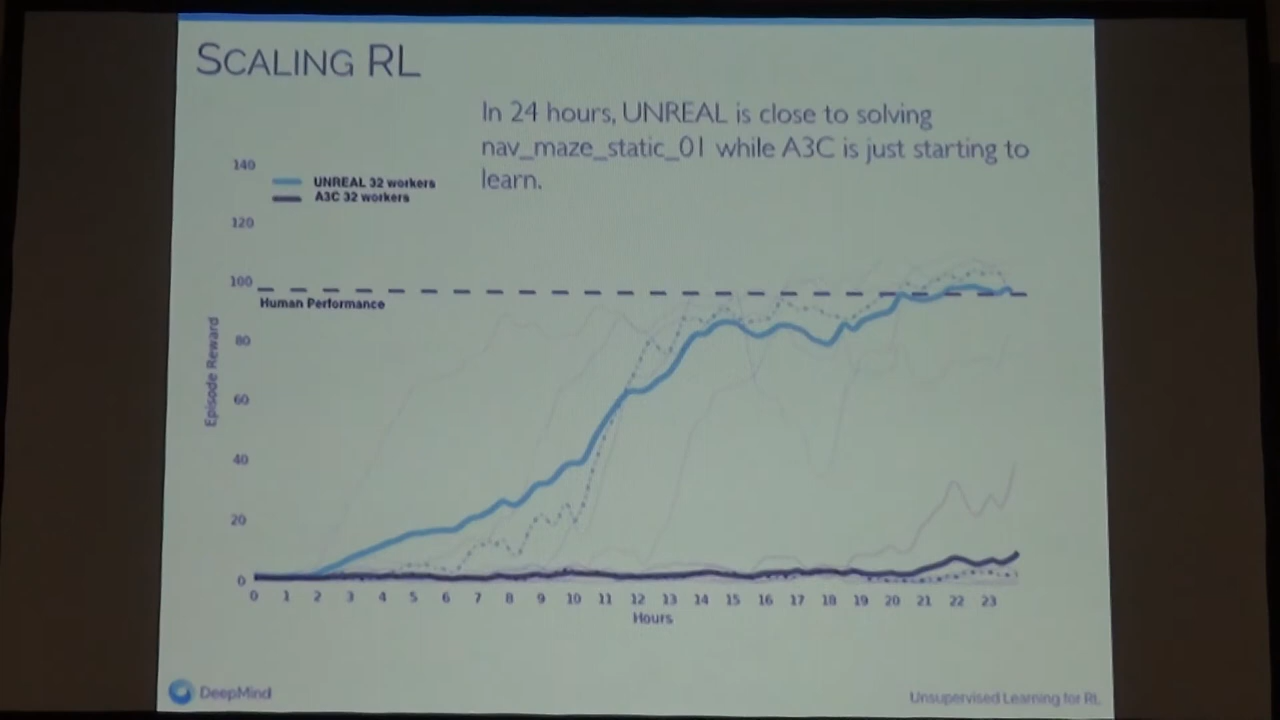 SCALING RL
In 24 hours, UNREAL is close to solving
nav_maze_static_01 while A3C is just starting to
learn.
140
UNREAL 32 workers
A3C 32 workers
120
100
Human Performance
80
60
40
20
0
Episode Reward
0 1 2 3 4 5 6 7 8 9 10 11 12 13 14 15 16 17 18 19 20 21 22 23
Hours
DeepMind
Unsupervised Learning for RL